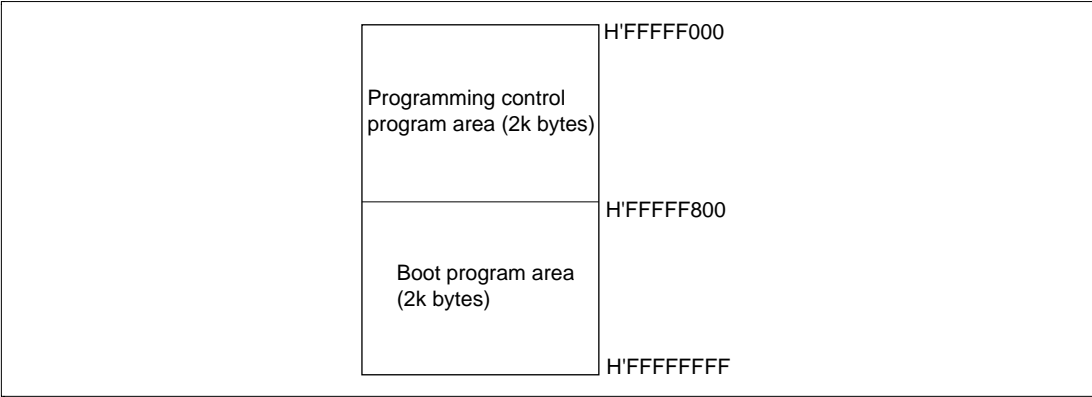 H'FFFFF000
Programming control
program area (2k bytes)
H'FFFFF800
Boot program area
(2k bytes)
H'FFFFFFFF